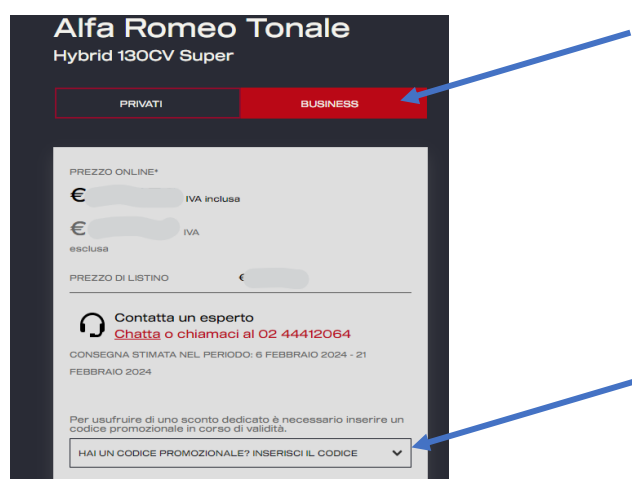 Alfa Romeo Tonale
Hybrid 130CV Super
PRIVATI BUSINESS
PREZZO ONLINE*
€ IVA inclusa
€ IVA
esclusa
PREZZO DI LISTINO €
Contatta un esperto
Chatta o chiamaci al 02 44412064
CONSEGNA STIMATA NEL PERIODO: 6 FEBBRAIO 2024 - 21
FEBBRAIO 2024
Per usufruire di uno sconto dedicato è necessario inserire un
codice promozionale in corso di validità.
HAI UN CODICE PROMOZIONALE? INSERISCI IL CODICE